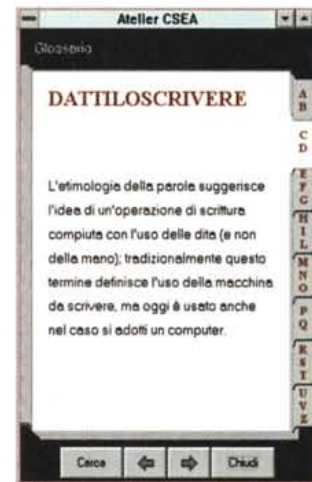 Atelier CSEA
Glossario
DATTILOSCRIVERE
A
B
C
D
E
F
G
H
I
L
M
N
O
P
Q
R
S
T
U
V
Z
L'etimologia della parola suggerisce
l'idea di un'operazione di scrittura
compiuta con l'uso delle dita (e non
della mano); tradizionalmente questo
termine definisce l'uso della macchina
da scrivere, ma oggi è usato anche
nel caso si adotti un computer.
Cerca
Chiudi